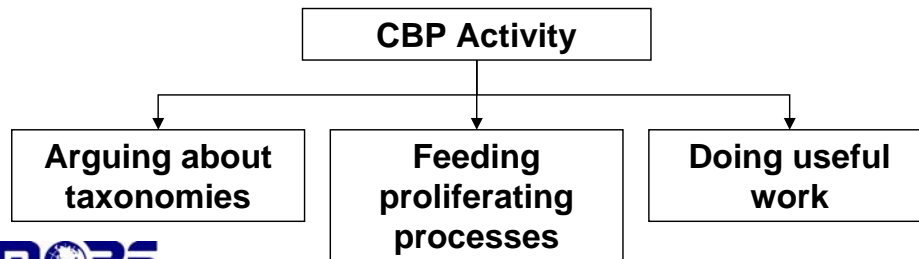 CBP Activity
Arguing about
taxonomies
Feeding
proliferating
processes
Doing useful
work